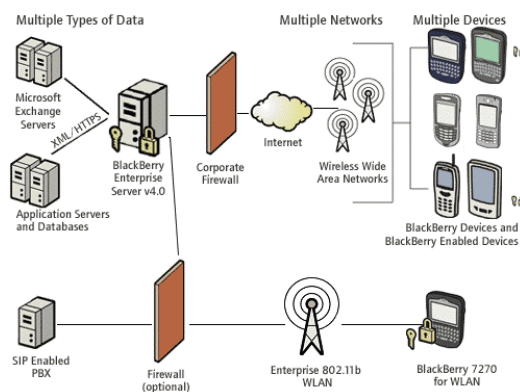 Multiple Types of Data
Multiple Networks
Multiple Devices
Microsoft
Exchange
Servers
XML/HTTPS
BlackBerry
Enterprise
Server v4.0
Corporate
Firewall
Internet
Wireless Wide
Area Networks
Application Servers
and Databases
BlackBerry Devices and
BlackBerry Enabled Devices
SIP Enabled
PBX
Firewall
(optional)
Enterprise 802.11b
WLAN
BlackBerry 7270
for WLAN